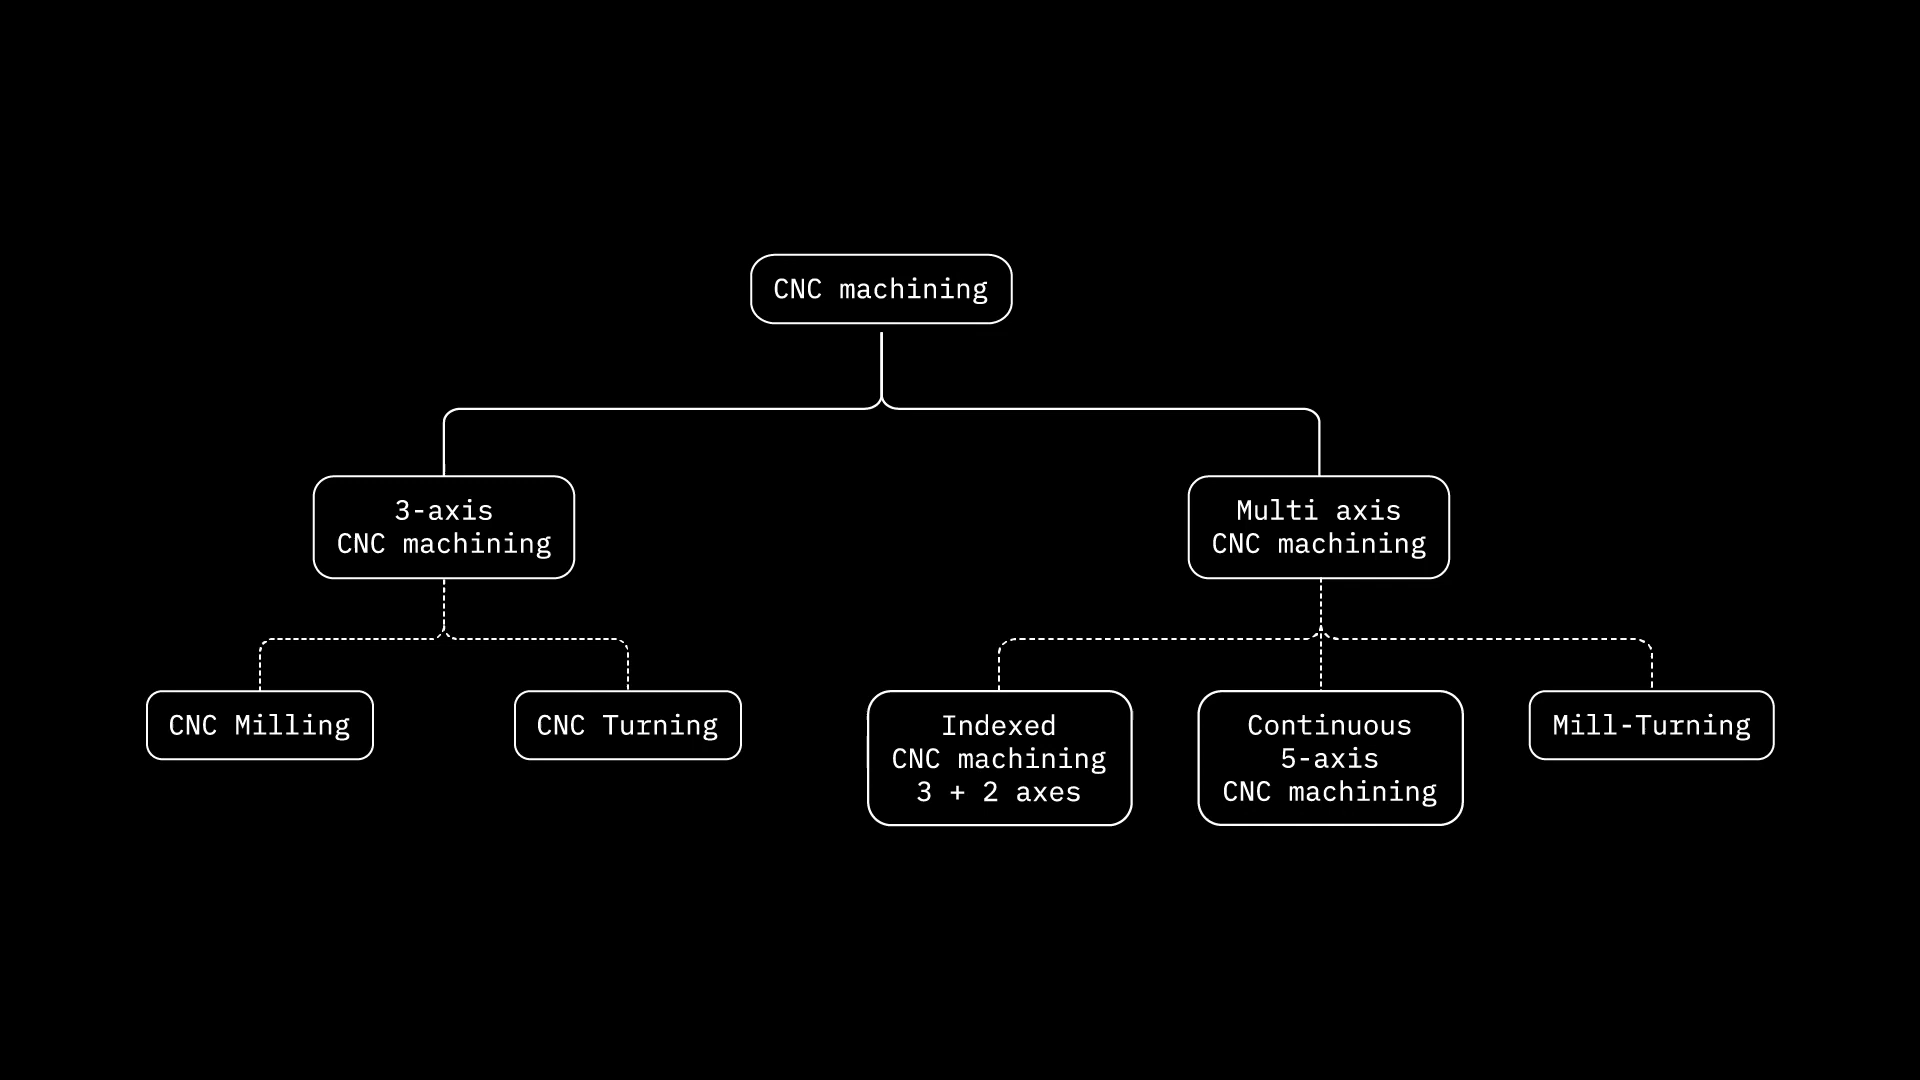 CNC machining
3-axis
CNC machining
Multi axis
CNC machining
CNC Milling
CNC Turning
Indexed
CNC machining
3 + 2 axes
Continuous
5-axis
CNC machining
Mill-Turning